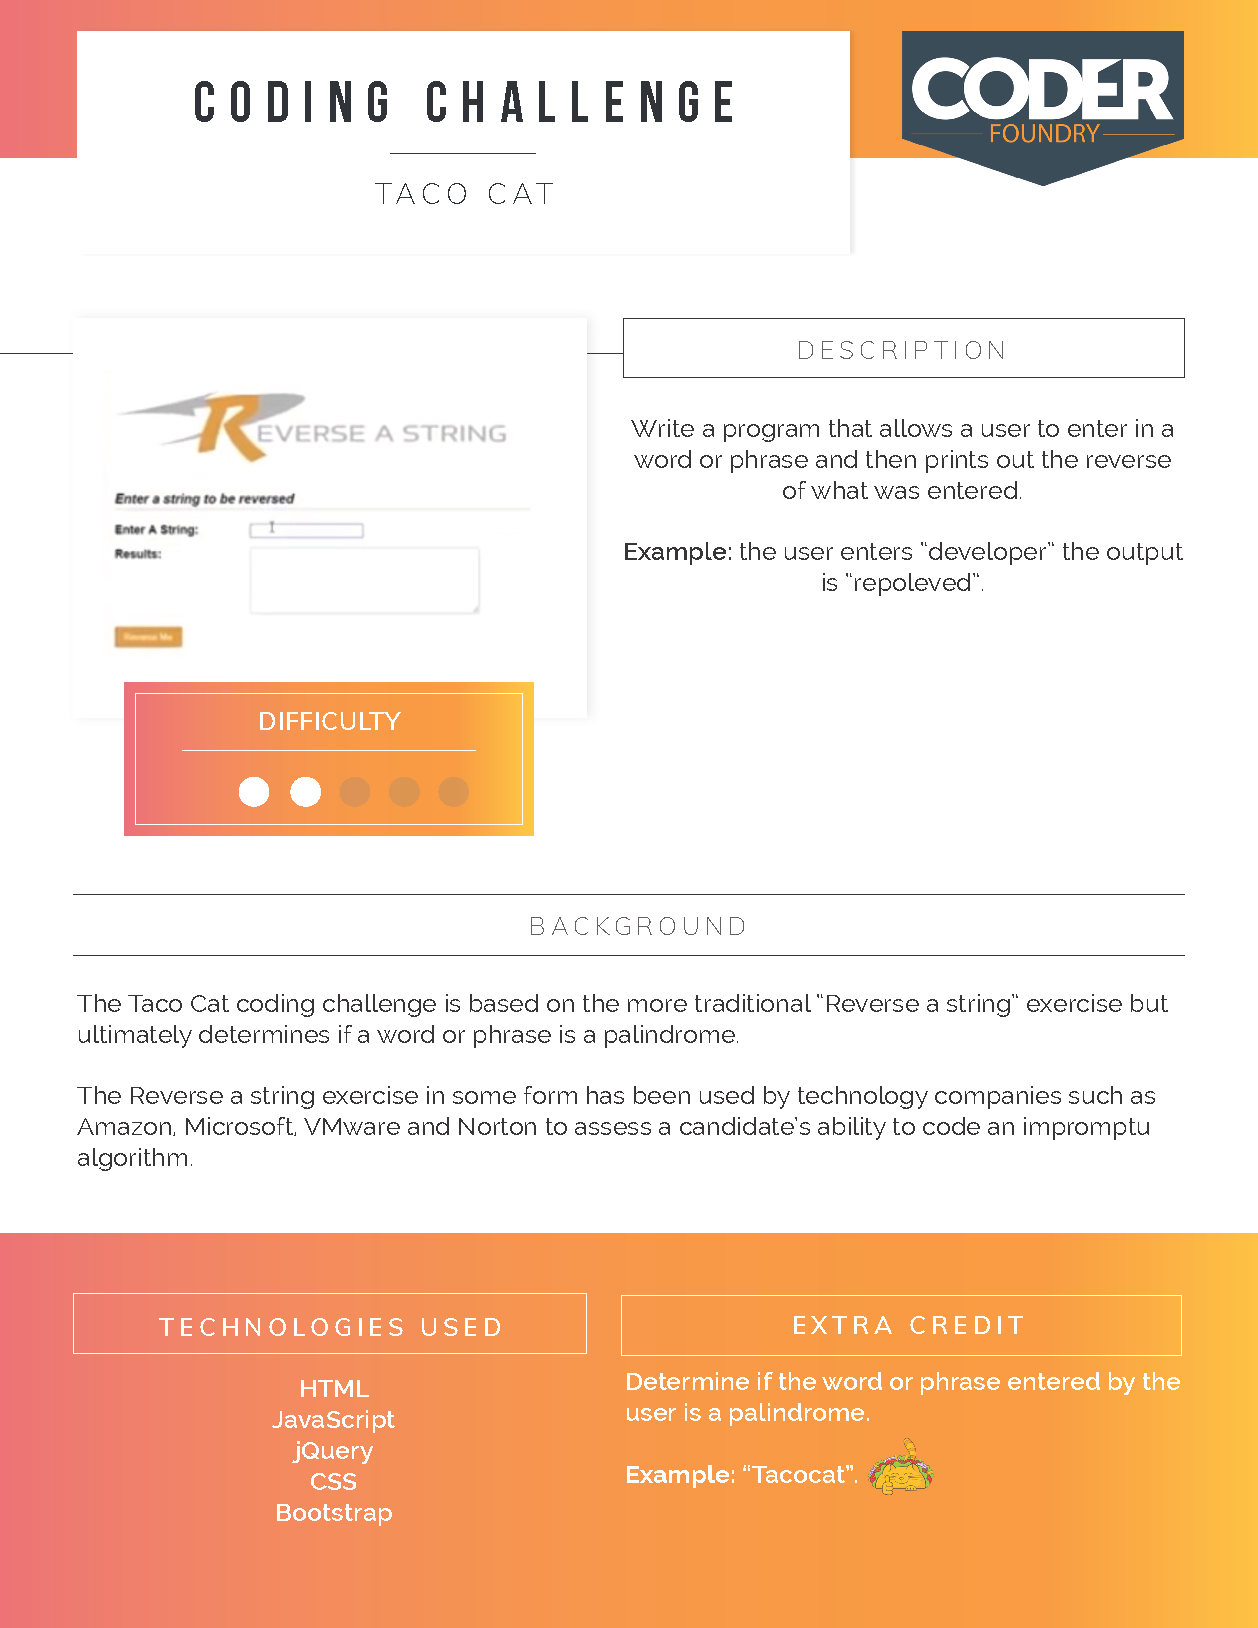 CODING CHALLENGE
TACO CAT
CODER
FOUNDRY
REVERSE A STRING
Enter a string to be reversed
Enter A String:
Results:
Reverse Me
DIFFICULTY
DESCRIPTION
Write a program that allows a user to enter in a
word or phrase and then prints out the reverse
of what was entered.
Example: the user enters “developer“ the output
is “repoleved“.
BACKGROUND
The Taco Cat coding challenge is based on the more traditional “Reverse a string“ exercise but
ultimately determines if a word or phrase is a palindrome.
The Reverse a string exercise in some form has been used by technology companies such as
Amazon, Microsoft, VMware and Norton to assess a candidate's ability to code an impromptu
algorithm.
TECHNOLOGIES USED
HTML
JavaScript
jQuery
CSS
Bootstrap
EXTRA CREDIT
Determine if the word or phrase entered by the
user is a palindrome.
Example: “Tacocat”.